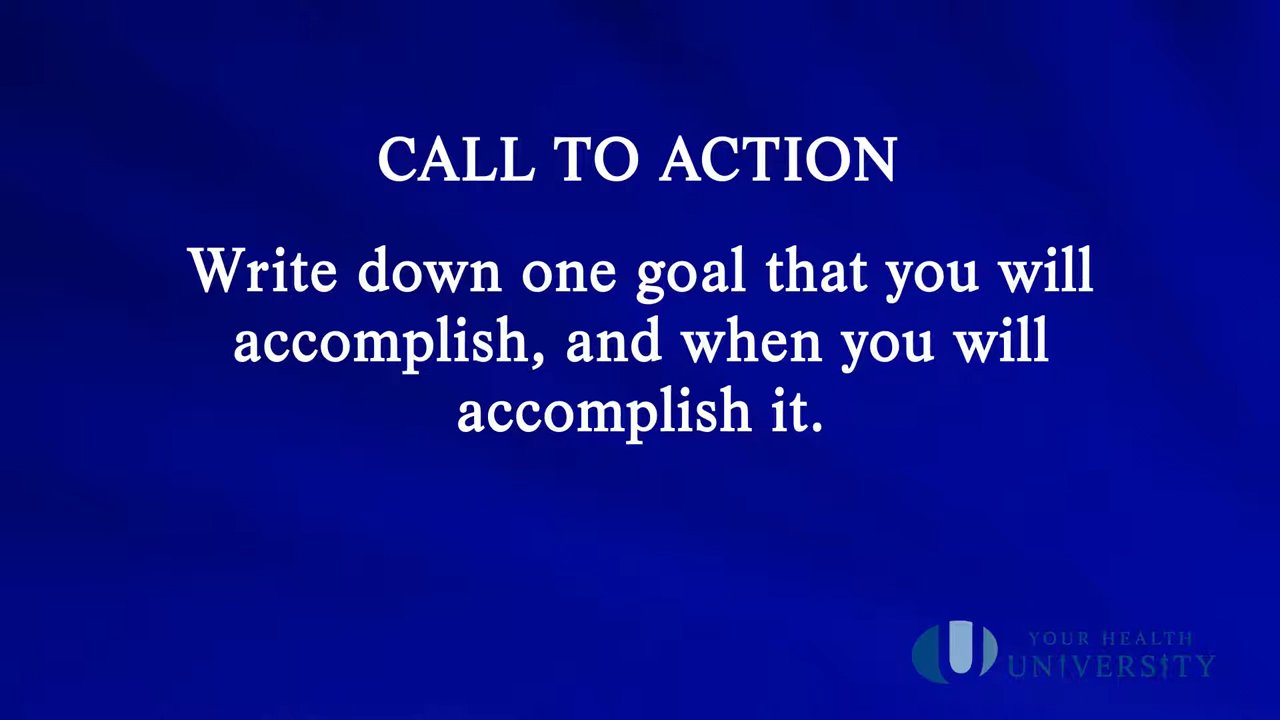 CALL TO ACTION
Write down one goal that you will
accomplish, and when you will
accomplish it.
YOUR HEALTH
UNIVERSITY